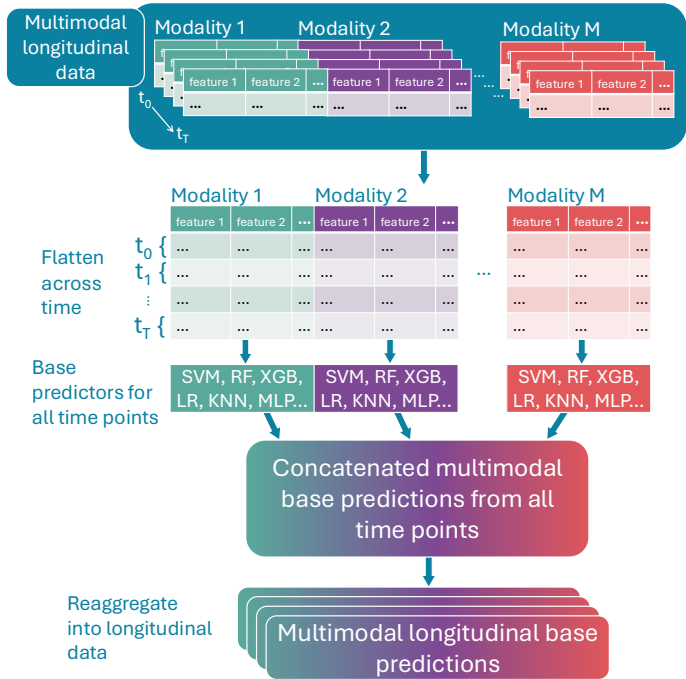 Multimodal
longitudinal
data
Modality 1
Modality 2
Modality M
feature 1 feature 2 ... feature 1 feature 2 ... ... feature 1 feature 2 ...
... ... ... ... ... ... ... ...
t0
tT
Modality 1
Modality 2
Modality M
feature 1 feature 2 ... feature 1 feature 2 ... feature 1 feature 2 ...
Flatten
across
time
t0 { ... ... ... ... ... ... ...
t1 { ... ... ... ... ... ... ... ...
⋮ ... ... ... ... ... ... ...
tT { ... ... ... ... ... ... ...
Base
predictors for
all time points
SVM, RF, XGB,
LR, KNN, MLP...
SVM, RF, XGB,
LR, KNN, MLP...
SVM, RF, XGB,
LR, KNN, MLP...
Concatenated multimodal
base predictions from all
time points
Reaggregate
into longitudinal
data
Multimodal longitudinal base
predictions